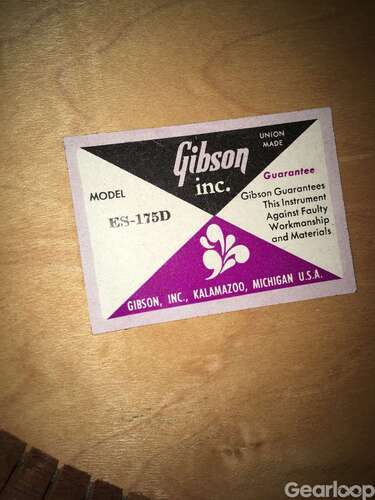 Gibson
inc.
UNION
MADE
MODEL
ES-175D
Guarantee
Gibson Guarantees
This Instrument
Against Faulty
Workmanship
and Materials
GIBSON, INC., KALAMAZOO, MICHIGAN U.S.A.
Gearloop